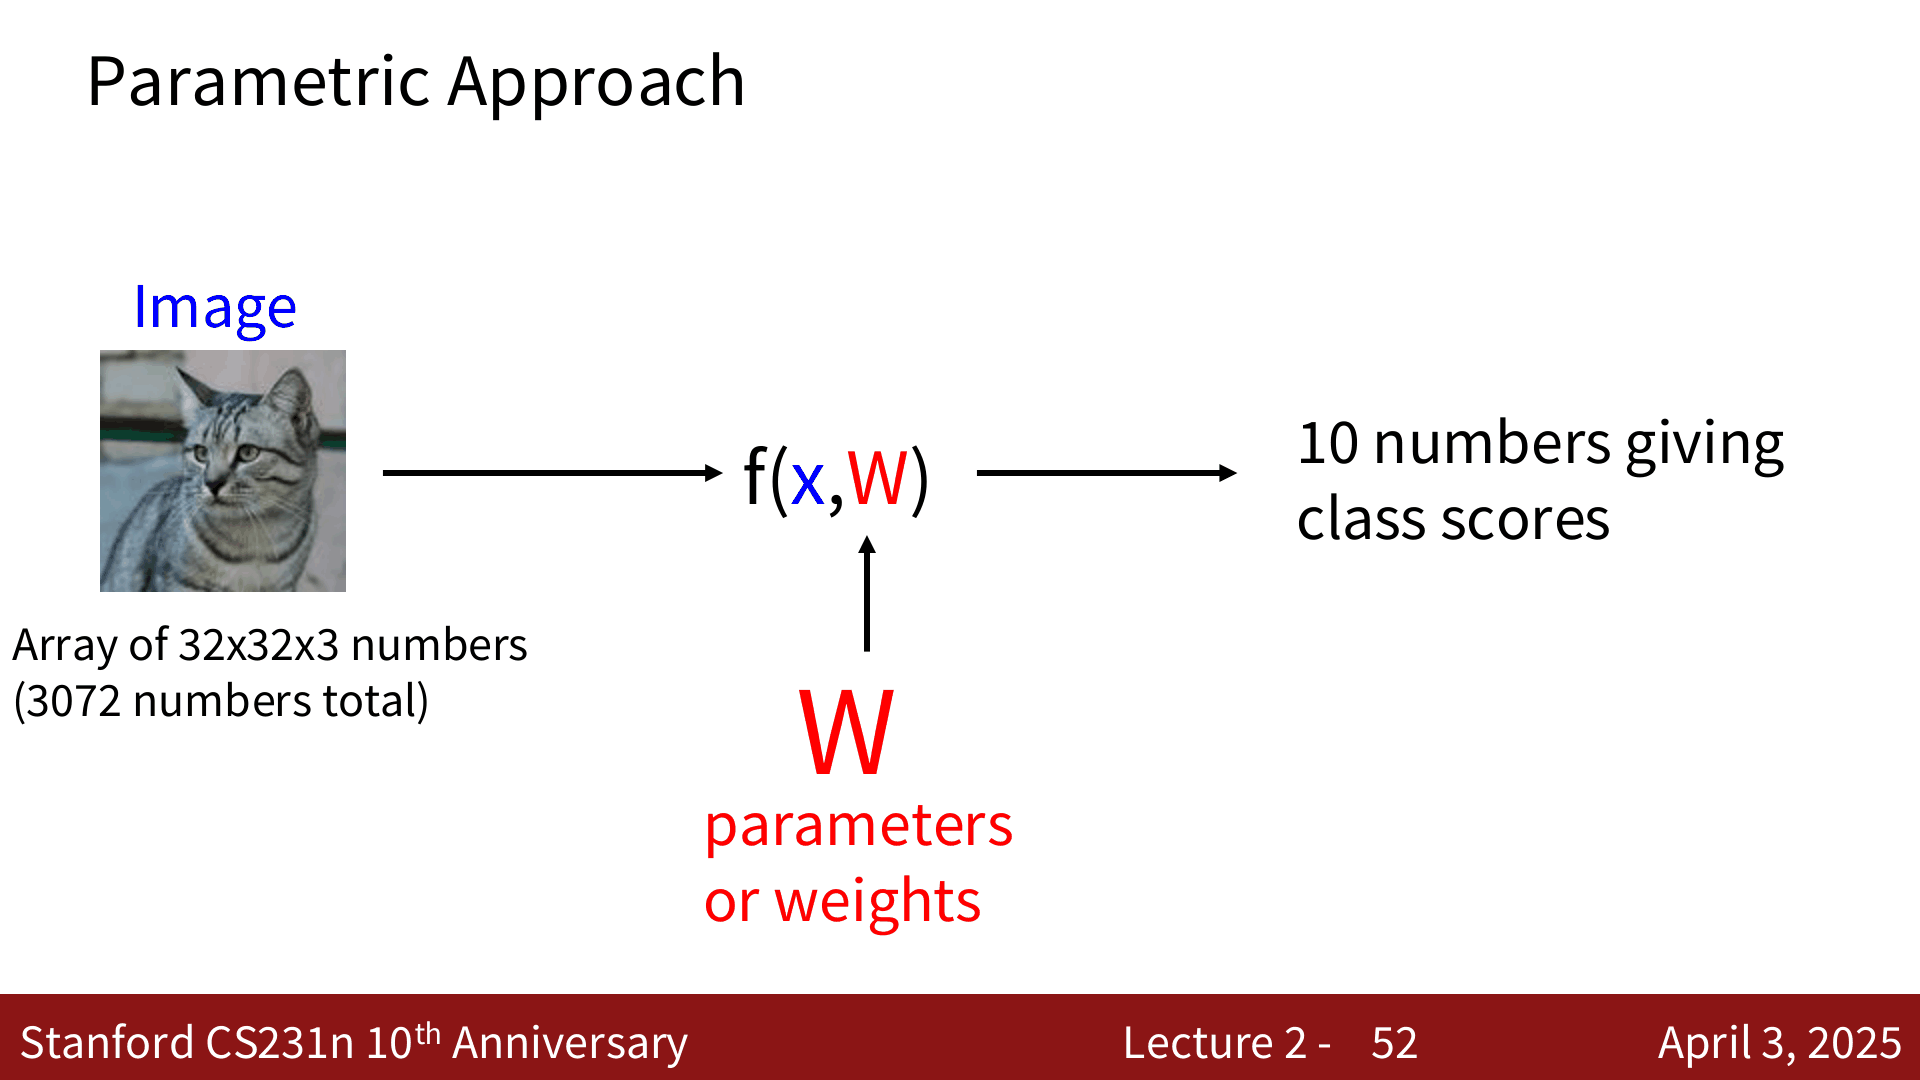 Parametric Approach
Image
Array of 32x32x3 numbers
(3072 numbers total)
f(x,W)
W
parameters
or weights
10 numbers giving
class scores
Stanford CS231n 10th Anniversary
Lecture 2 - 52
April 3, 2025